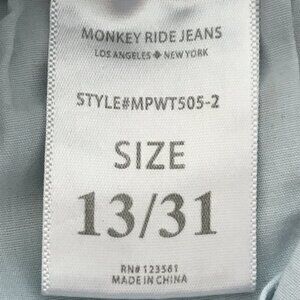 MONKEY RIDE JEANS
LOS ANGELES ♣ NEW YORK
STYLE#MPWT505-2
SIZE
13/31
RN# 123561
MADE IN CHINA